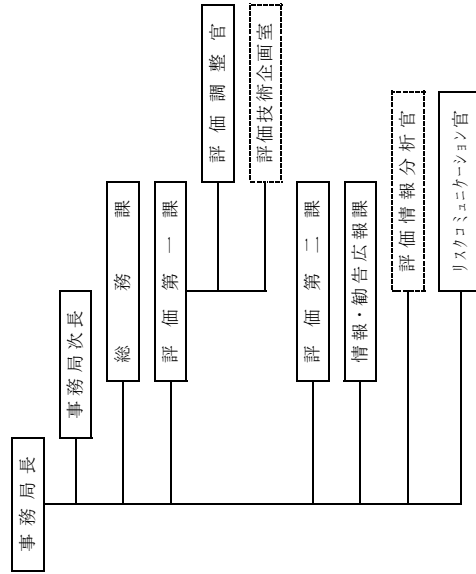 事務局長
事務局次長
総務課
評価第一課
評価調整官
評価技術企画室
評価第二課
情報・勧告広報課
評価情報分析官
リスクコミュニケーション官